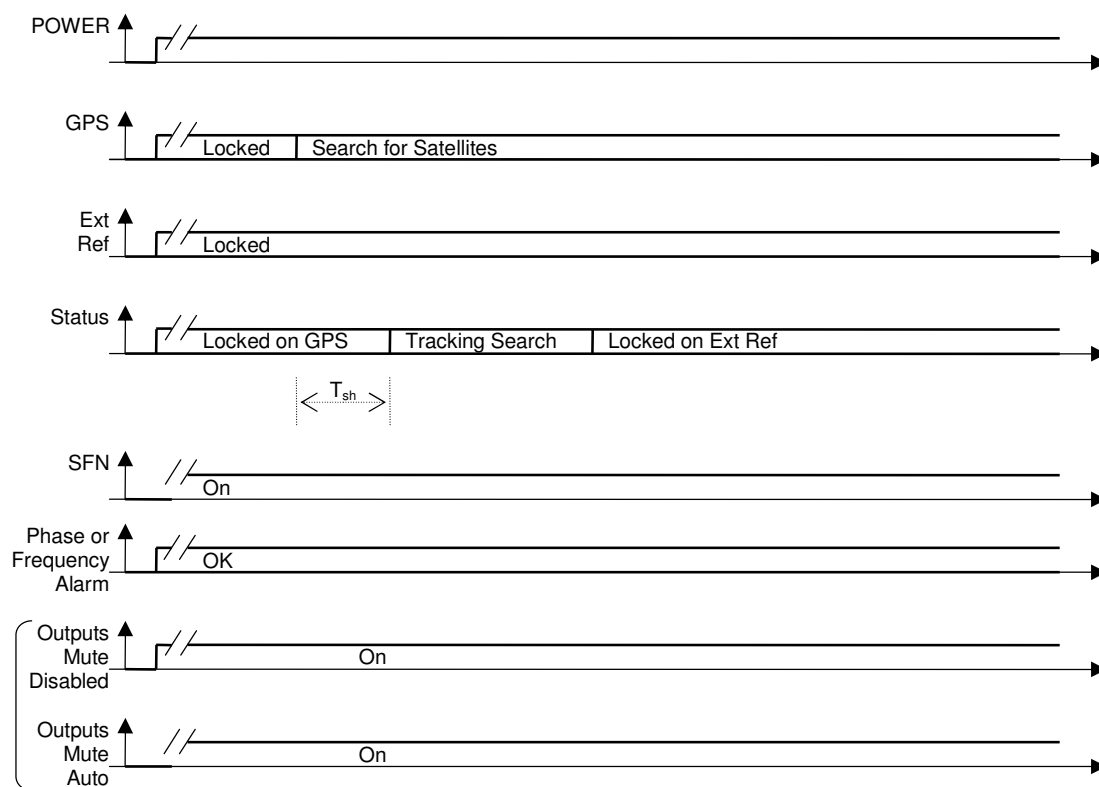 POWER
GPS
Locked
Search for Satellites
Ext
Ref
Locked
Status
Locked on GPS
Tracking Search
Locked on Ext Ref
Tsh
SFN
On
Phase or
Frequency
Alarm
OK
Outputs
Mute
Disabled
On
Outputs
Mute
Auto
On